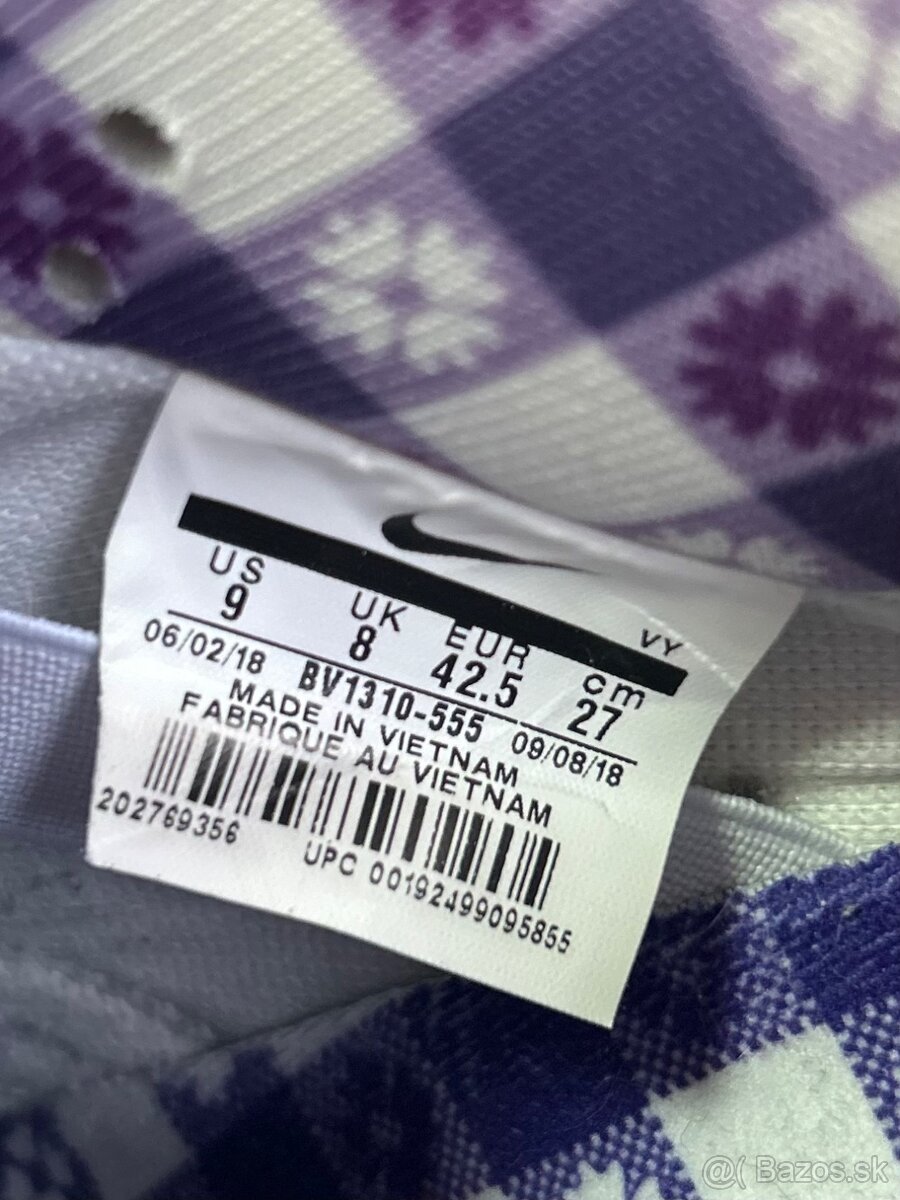 VY
US UK EUR cm
9 8 42.5 27
06/02/18 BV1310-555 09/08/18
MADE IN VIETNAM
FABRIQUE AU VIETNAM
202769356
UPC 00192499095855
@( Bazos.sk